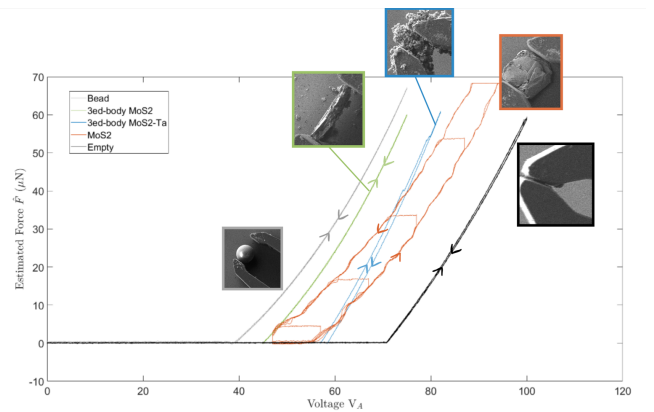 70
60
50
40
30
20
10
0
-10
Estimated Force F̂ (μN)
Bead
3ed-body MoS2
3ed-body MoS2-Ta
MoS2
Empty
0
20
40
60
80
100
120
Voltage V_A